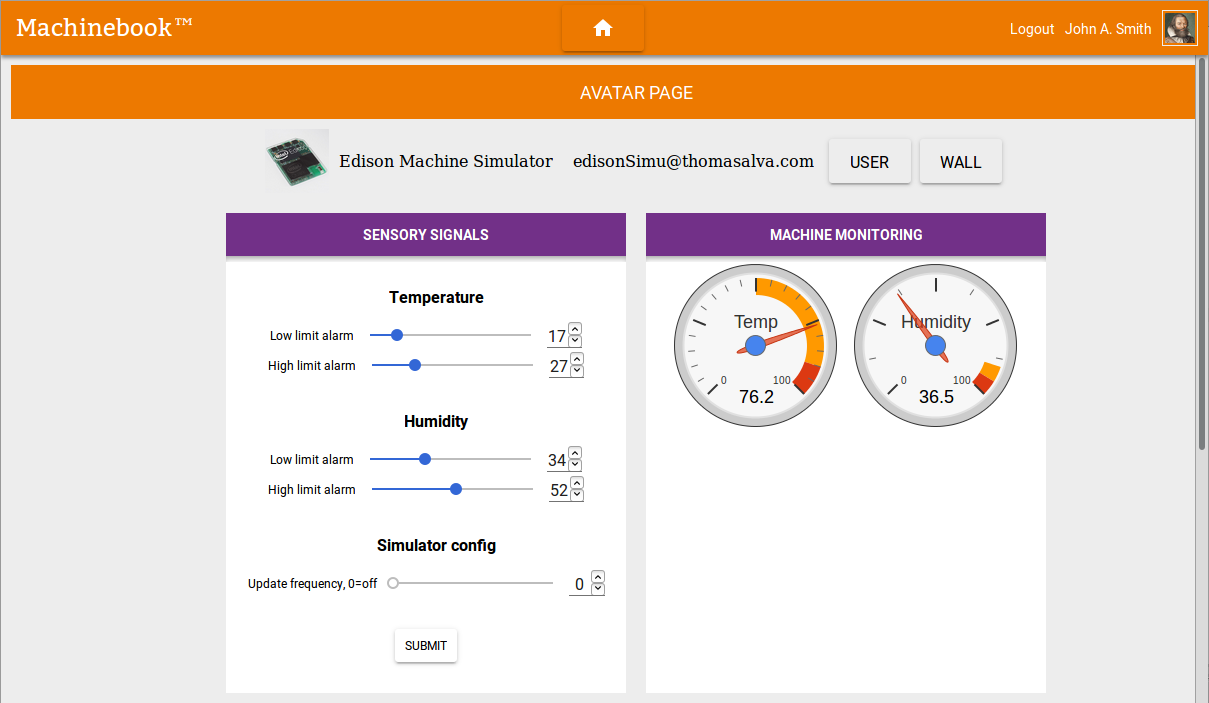 Machinebook™
Logout John A. Smith
AVATAR PAGE
Edison Machine Simulator edisonSimu@thomasalva.com USER WALL
SENSORY SIGNALS
Temperature
Low limit alarm 17
High limit alarm 27
Humidity
Low limit alarm 34
High limit alarm 52
Simulator config
Update frequency, 0=off 0
SUBMIT
MACHINE MONITORING
Temp
0 100
76.2
Humidity
0 100
36.5